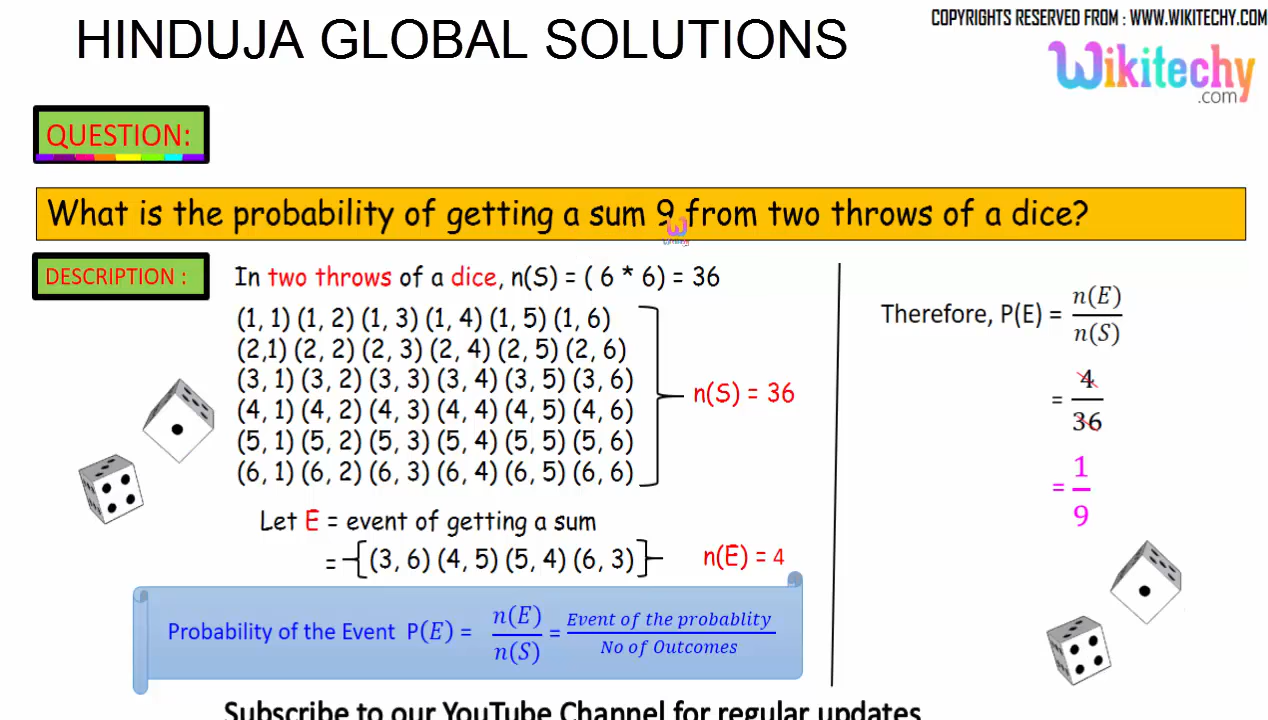 HINDUJA GLOBAL SOLUTIONS
COPYRIGHTS RESERVED FROM : WWW.WIKITECHY.COM
Wikitechy
.com
QUESTION:
What is the probability of getting a sum 9 from two throws of a dice?
DESCRIPTION :
In two throws of a dice, n(S) = ( 6 * 6) = 36
(1, 1) (1, 2) (1, 3) (1, 4) (1, 5) (1, 6)
(2,1) (2, 2) (2, 3) (2, 4) (2, 5) (2, 6)
(3, 1) (3, 2) (3, 3) (3, 4) (3, 5) (3, 6)
(4, 1) (4, 2) (4, 3) (4, 4) (4, 5) (4, 6)
(5, 1) (5, 2) (5, 3) (5, 4) (5, 5) (5, 6)
(6, 1) (6, 2) (6, 3) (6, 4) (6, 5) (6, 6)
n(S) = 36
Let E = event of getting a sum
= {(3, 6) (4, 5) (5, 4) (6, 3)}
n(E) = 4
Probability of the Event P(E) = n(E)/n(S) = Event of the probablity/No of Outcomes
Therefore, P(E) = n(E)/n(S)
= 4/36
= 1/9
Subscribe to our YouTube Channel for regular updates